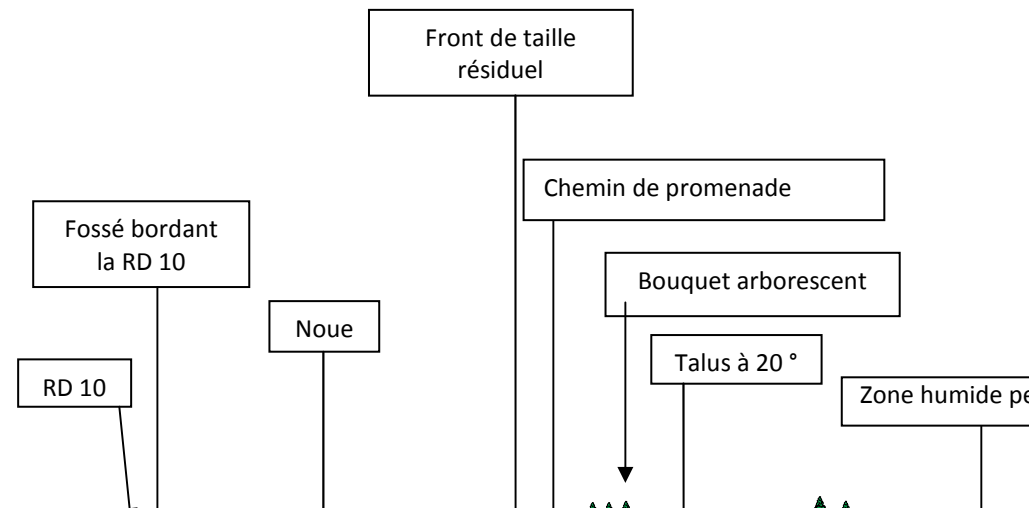 Front de taille
résiduel
Chemin de promenade
Fossé bordant
la RD 10
Bouquet arborescent
Noue
Talus à 20 °
RD 10
Zone humide pe